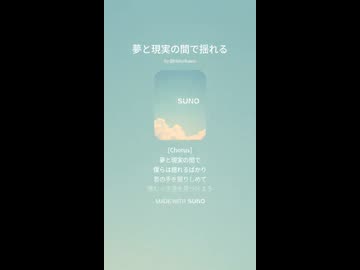 夢と現実の間で揺れる
SUNO
[Chorus]
夢と現実の間で
僕らは揺れるばかり
君の手を握りしめて
MADE WITH SUNO